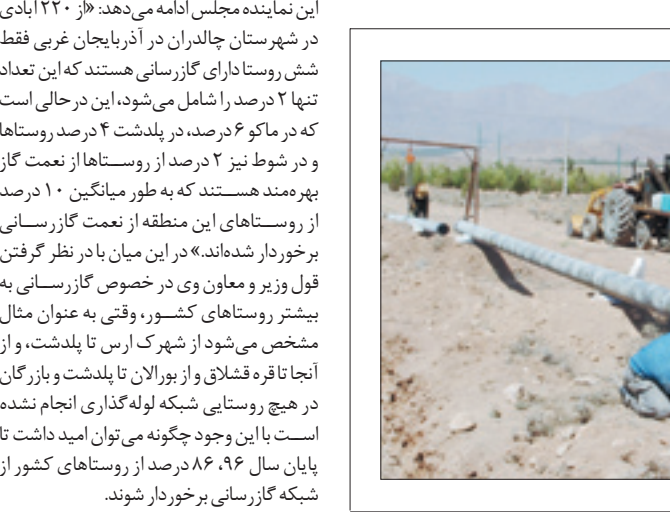 این نماینده مجلس ادامه می‌دهد: «از ۲۲۰ آبادی
در شهرستان چالدران در آذربایجان غربی فقط
شش روستا دارای گازرسانی هستند که این تعداد
تنها ۲ درصد را شامل می‌شود، این درحالی است
که در ماکو ۶ درصد، در پلدشت ۴ درصد روستاها
و در شوط نیز ۲ درصد از روستاها از نعمت گاز
بهره‌مند هستند که به طور میانگین ۱۰ درصد
از روستاهای این منطقه از نعمت گازرسانی
برخوردار شده‌اند.» در این میان با در نظر گرفتن
قول وزیر و معاون وی در خصوص گازرسانی به
بیشتر روستاهای کشور، وقتی به عنوان مثال
مشخص می‌شود از شهرک ارس تا پلدشت، و از
آنجا تا قره قشلاق و از بورالان تا پلدشت و بازرگان
در هیچ روستایی شبکه لوله‌گذاری انجام نشده
است با این وجود چگونه می‌توان امید داشت تا
پایان سال ۹۶، ۸۶ درصد از روستاهای کشور از
شبکه گازرسانی برخوردار شوند.